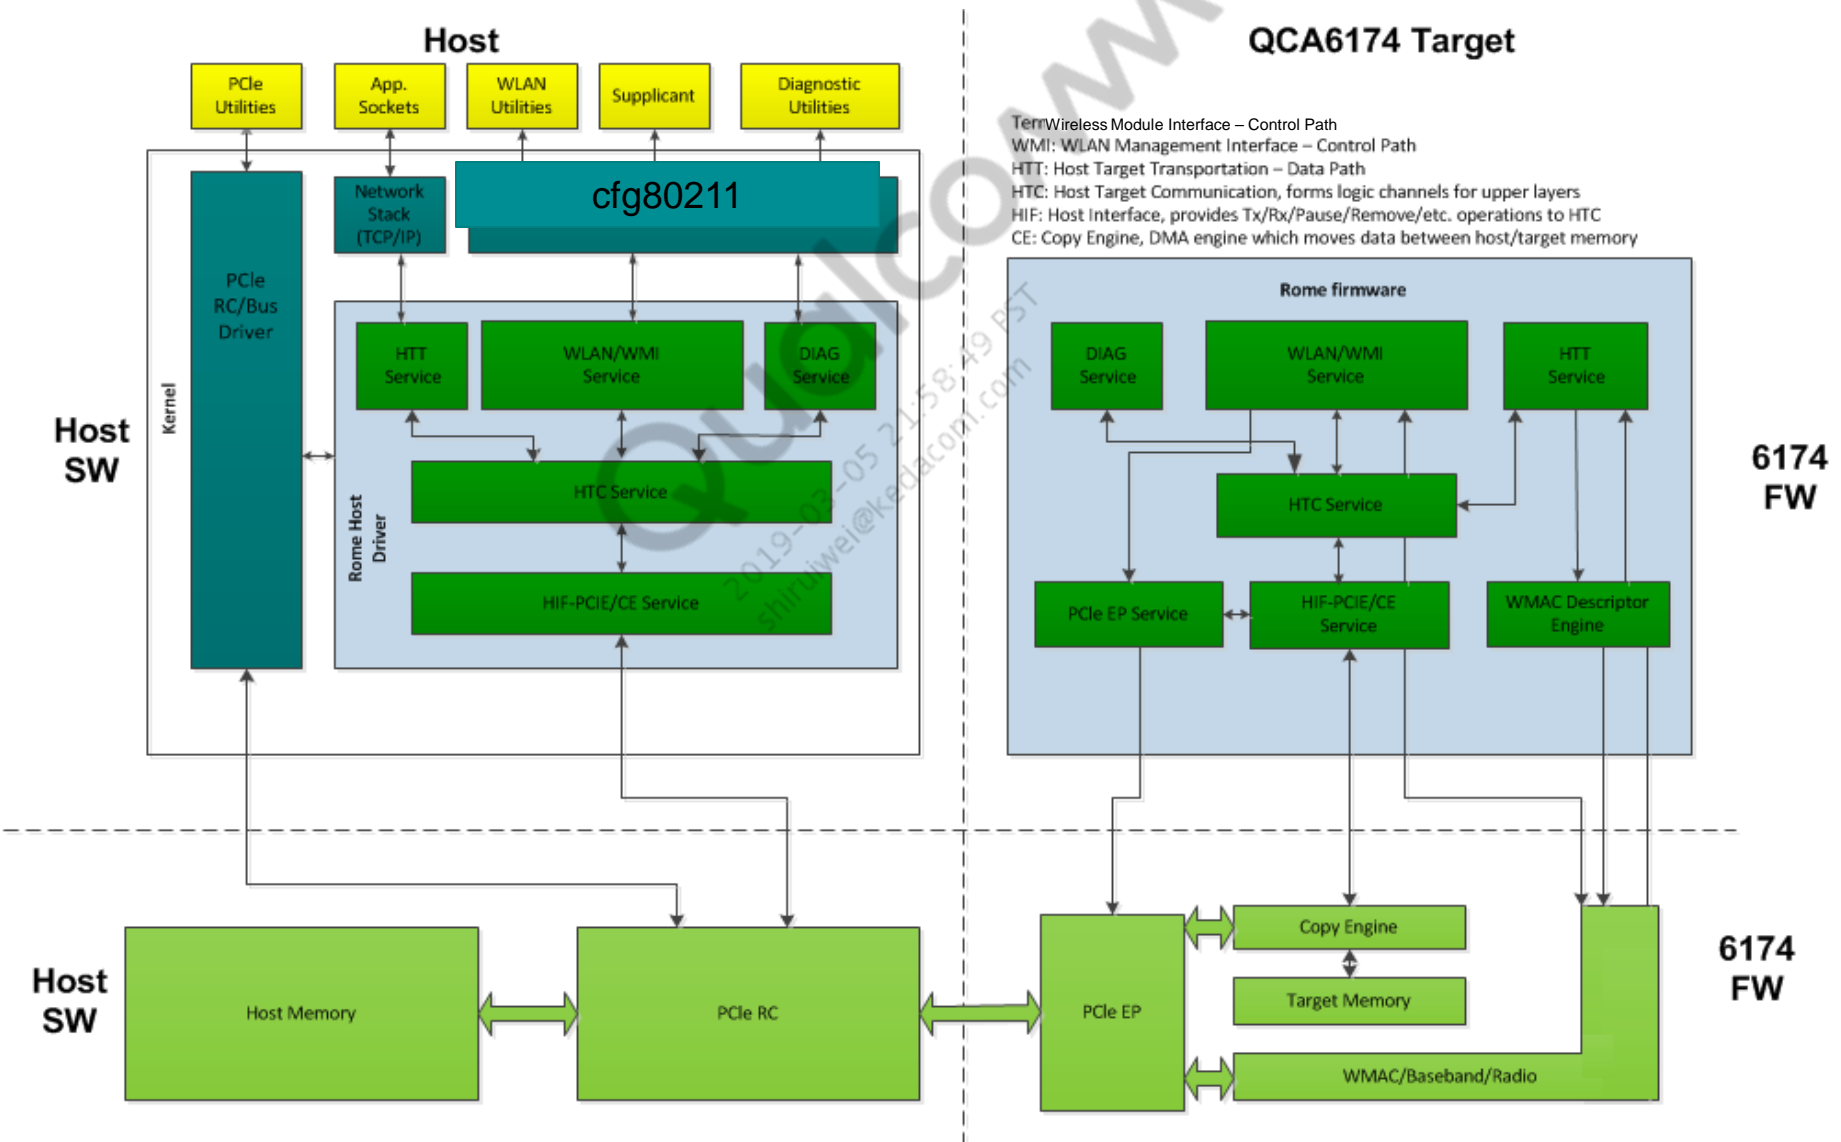 Host
QCA6174 Target
PCIe
Utilities
App.
Sockets
WLAN
Utilities
Supplicant
Diagnostic
Utilities
Wireless Module Interface – Control Path
WMI: WLAN Management Interface – Control Path
HTT: Host Target Transportation – Data Path
HTC: Host Target Communication, forms logic channels for upper layers
HIF: Host Interface, provides Tx/Rx/Pause/Remove/etc. operations to HTC
CE: Copy Engine, DMA engine which moves data between host/target memory
Network
Stack
(TCP/IP)
cfg80211
PCIe
RC/Bus
Driver
Kernel
Host
SW
HTT
Service
WLAN/WMI
Service
DIAG
Service
HTC Service
Rome Host
Driver
HIF-PCIE/CE Service
Rome firmware
DIAG
Service
WLAN/WMI
Service
HTT
Service
HTC Service
PCIe EP Service
HIF-PCIE/CE
Service
WMAC Descriptor
Engine
6174
FW
Qualcom
2019-03-05 21:58:49 PST
shiruiwei@kedacom.com
Host
SW
Host Memory
PCIe RC
PCIe EP
Copy Engine
Target Memory
WMAC/Baseband/Radio
6174
FW